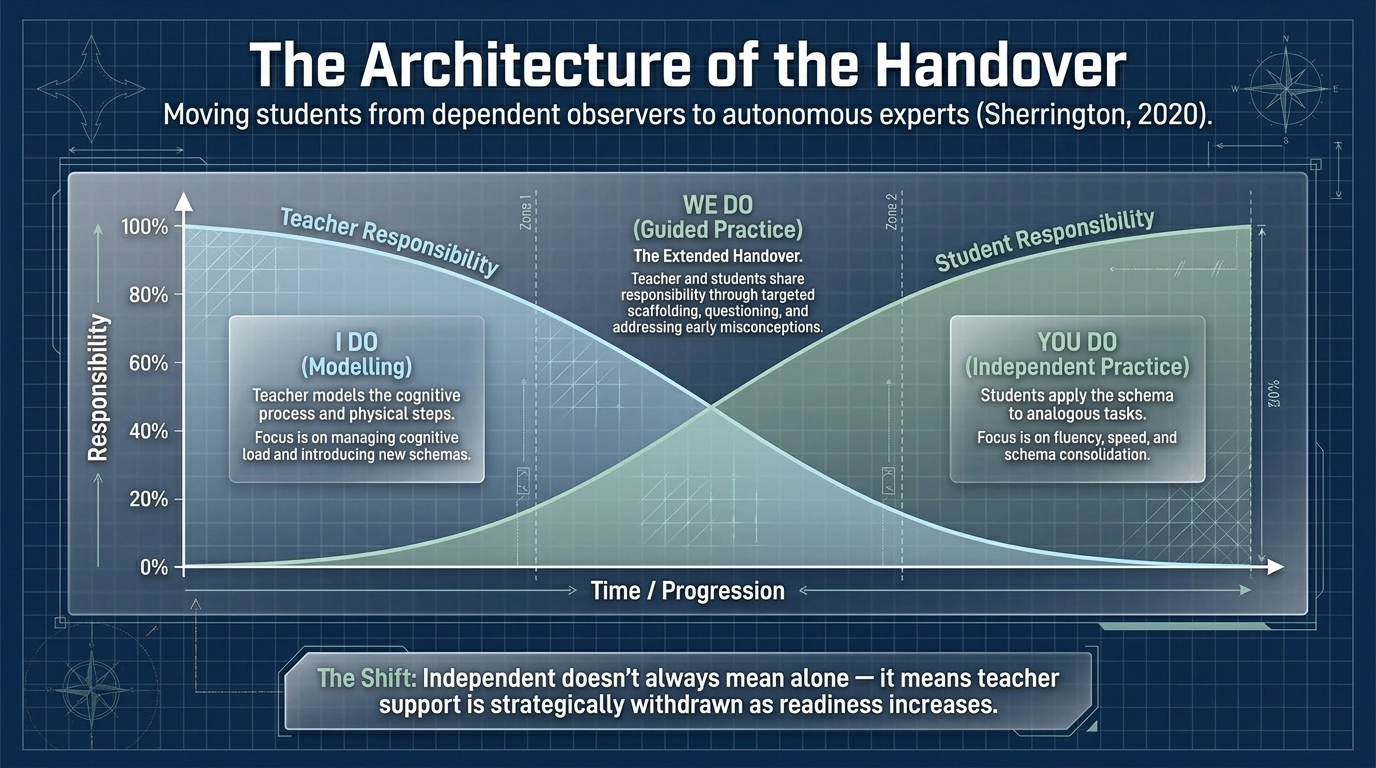 The Architecture of the Handover
Moving students from dependent observers to autonomous experts (Sherrington, 2020).
N
W
E
S
Responsibility
100%
80%
60%
40%
20%
0%
Teacher Responsibility
Zone 1
WE DO
(Guided Practice)
The Extended Handover.
Teacher and students share
responsibility through targeted
scaffolding, questioning, and
addressing early misconceptions.
Zone 2
Student Responsibility
I DO
(Modelling)
Teacher models the cognitive
process and physical steps.
Focus is on managing cognitive
load and introducing new schemas.
YOU DO
(Independent Practice)
Students apply the schema
to analogous tasks.
Focus is on fluency, speed, and
schema consolidation.
Time / Progression
The Shift: Independent doesn't always mean alone — it means teacher
support is strategically withdrawn as readiness increases.